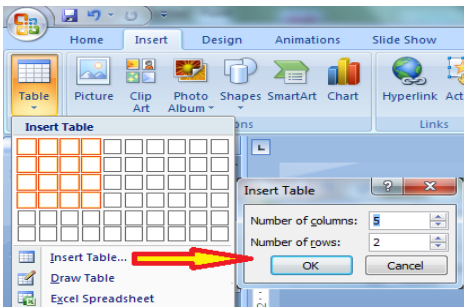 Home Insert Design Animations Slide Show
Table Picture Clip Art Photo Album Shapes SmartArt Chart Hyperlink
Links
Insert Table
Insert Table
Number of columns: 5
Number of rows: 2
OK Cancel
Insert Table...
Draw Table
Excel Spreadsheet